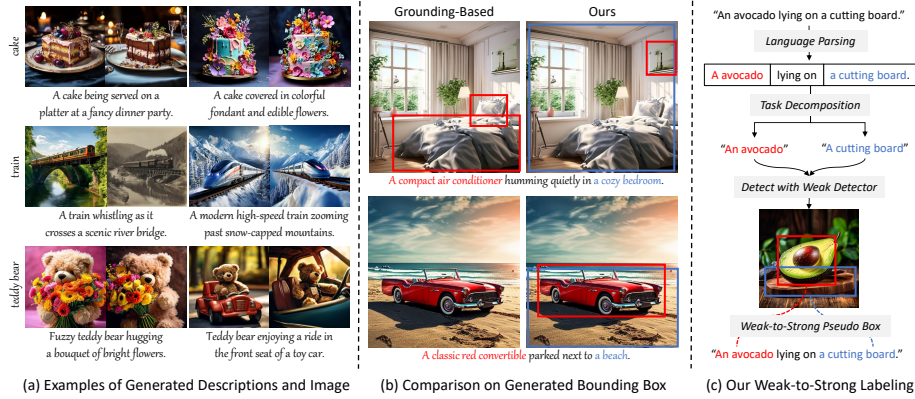 cake
A cake being served on a
platter at a fancy dinner party.
A cake covered in colorful
fondant and edible flowers.
train
A train whistling as it
crosses a scenic river bridge.
A modern high-speed train zooming
past snow-capped mountains.
teddy bear
Fuzzy teddy bear hugging
a bouquet of bright flowers.
Teddy bear enjoying a ride in
the front seat of a toy car.
(a) Examples of Generated Descriptions and Image
Grounding-Based
Ours
A compact air conditioner humming quietly in a cozy bedroom.
A classic red convertible parked next to a beach.
(b) Comparison on Generated Bounding Box
"An avocado lying on a cutting board."
Language Parsing
A avocado lying on a cutting board.
Task Decomposition
"An avocado" "A cutting board"
Detect with Weak Detector
Weak-to-Strong Pseudo Box
"An avocado lying on a cutting board."
(c) Our Weak-to-Strong Labeling